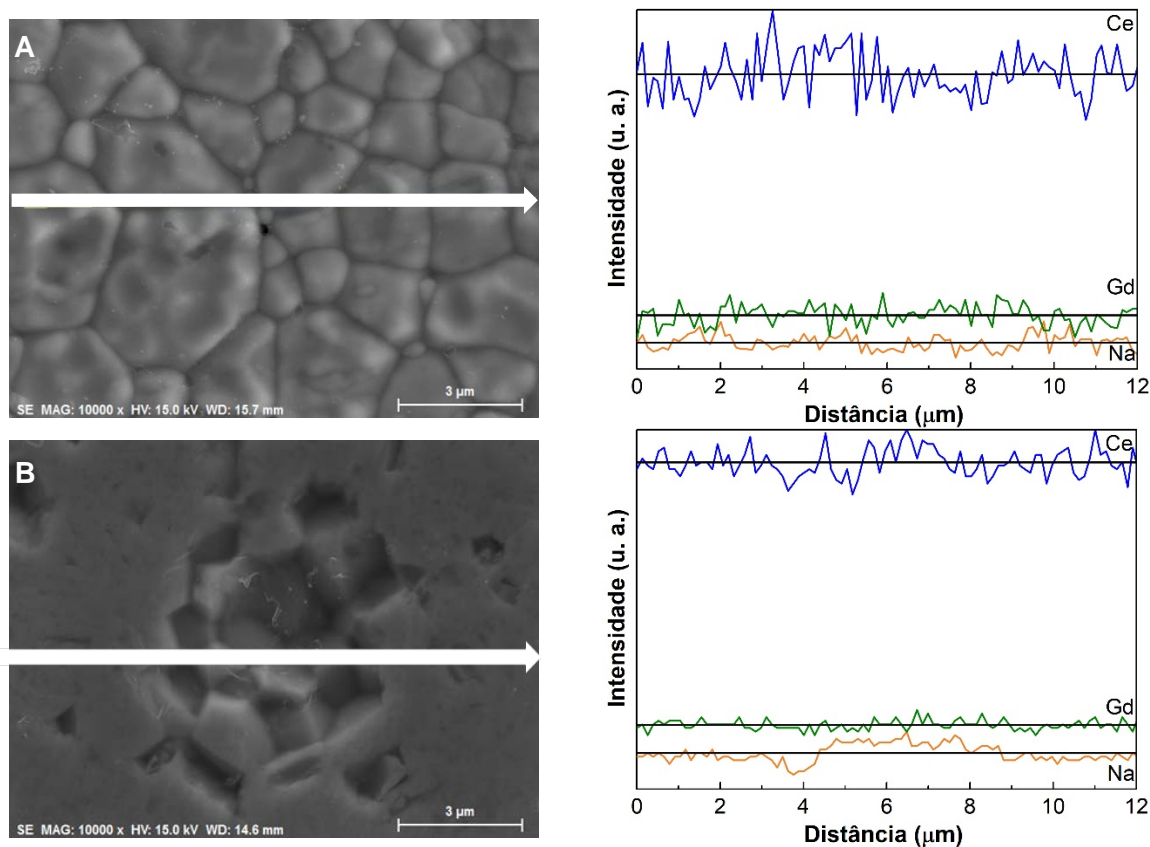 A
3 µm
SE MAG: 10000 x HV: 15.0 kV WD: 15.7 mm
Intensidade (u. a.)
Ce
Gd
Na
0 2 4 6 8 10 12
Distância (µm)
B
3 µm
SE MAG: 10000 x HV: 15.0 kV WD: 14.6 mm
Intensidade (u. a.)
Ce
Gd
Na
0 2 4 6 8 10 12
Distância (µm)